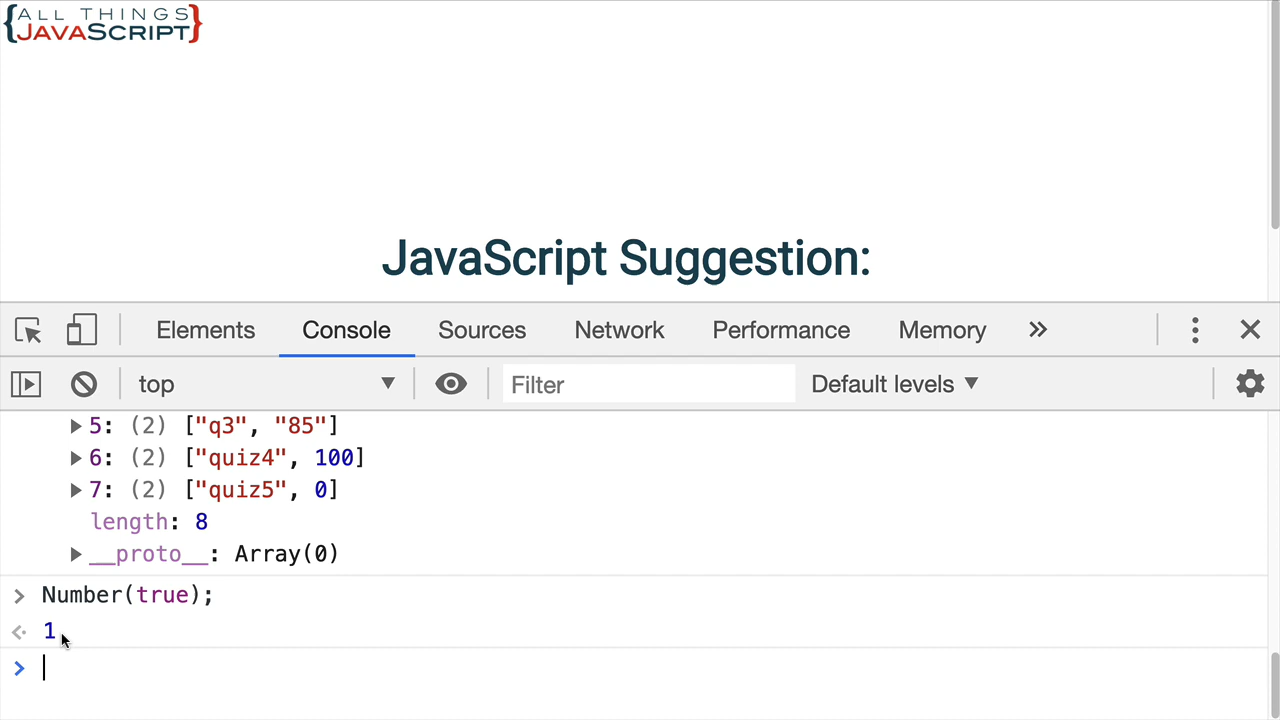 {ALL THINGS
JAVASCRIPT}
JavaScript Suggestion:
Elements Console Sources Network Performance Memory »
top Filter Default levels
5: (2) ["q3", "85"]
6: (2) ["quiz4", 100]
7: (2) ["quiz5", 0]
length: 8
__proto__: Array(0)
> Number(true);
1
>